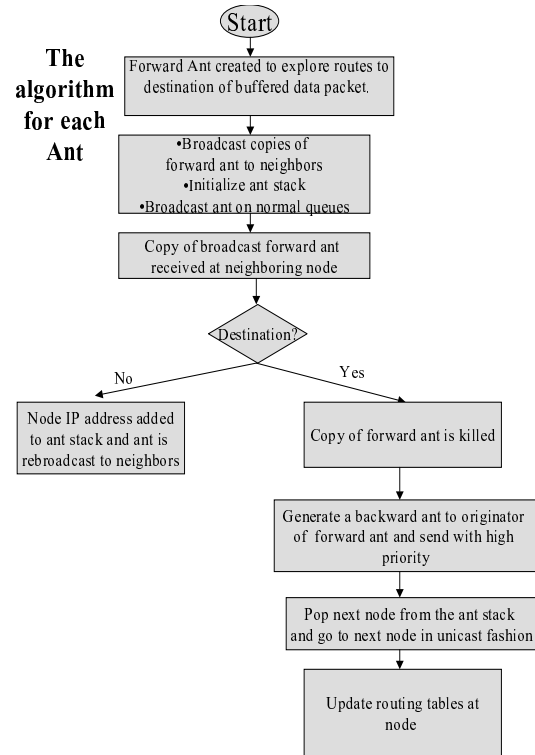 Start
The
algorithm
for each
Ant
Forward Ant created to explore routes to
destination of buffered data packet.
•Broadcast copies of
forward ant to neighbors
•Initialize ant stack
•Broadcast ant on normal queues
Copy of broadcast forward ant
received at neighboring node
Destination?
No
Yes
Node IP address added
to ant stack and ant is
rebroadcast to neighbors
Copy of forward ant is killed
Generate a backward ant to originator
of forward ant and send with high
priority
Pop next node from the ant stack
and go to next node in unicast fashion
Update routing tables at
node